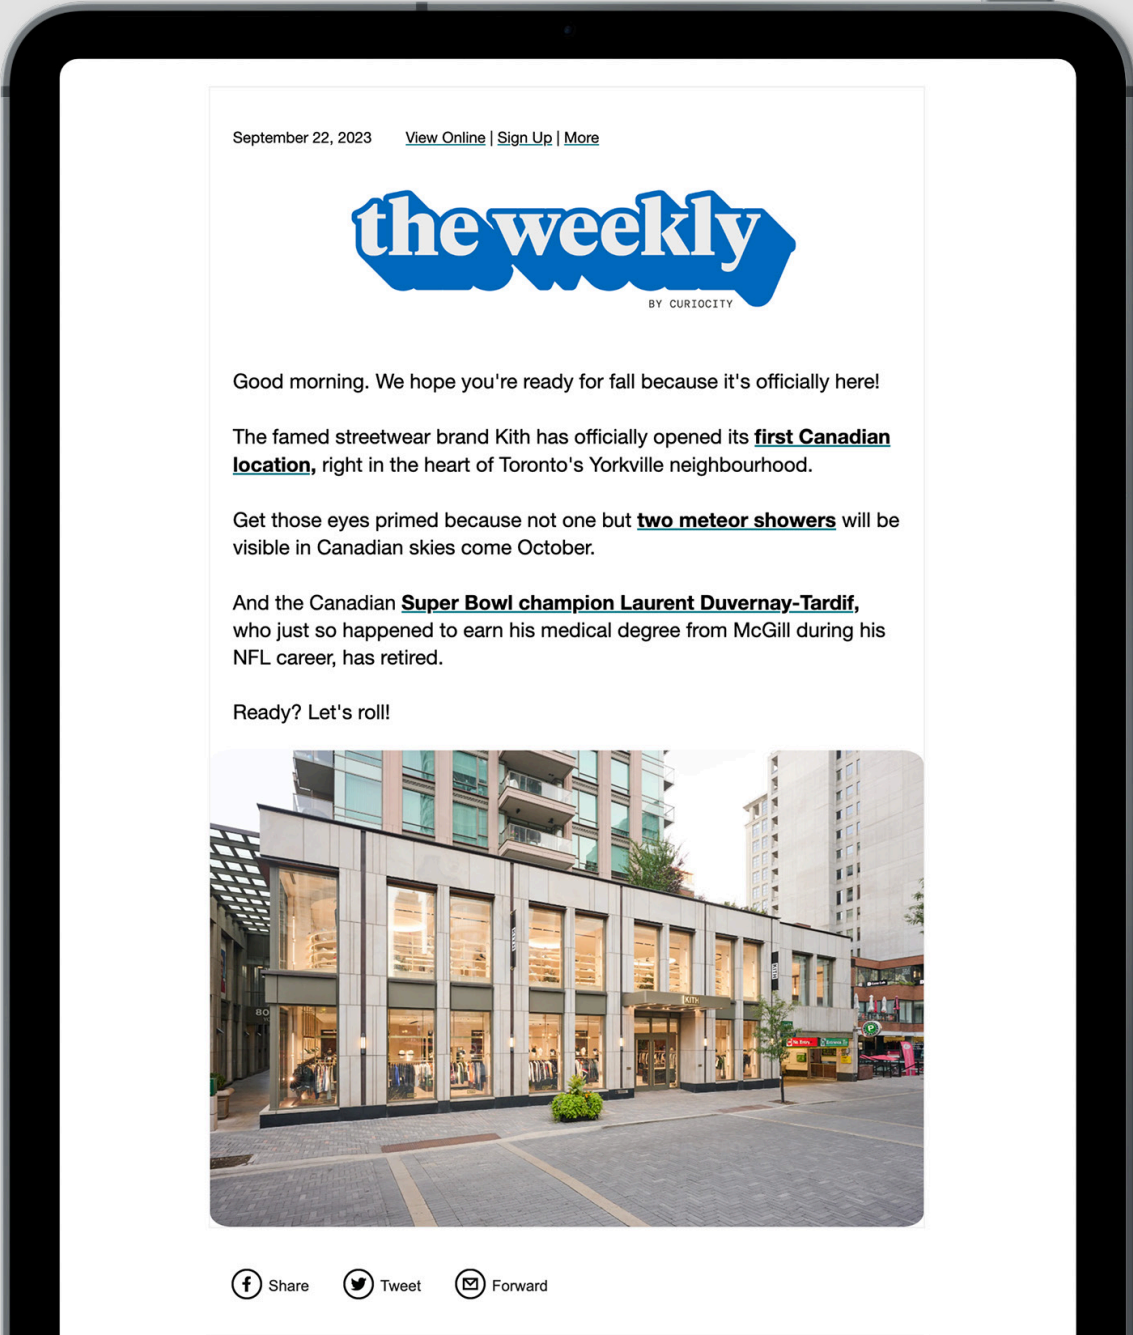 September 22, 2023 View Online | Sign Up | More
the weekly
BY CURIOCITY
Good morning. We hope you're ready for fall because it's officially here!
The famed streetwear brand Kith has officially opened its first Canadian
location, right in the heart of Toronto's Yorkville neighbourhood.
Get those eyes primed because not one but two meteor showers will be
visible in Canadian skies come October.
And the Canadian Super Bowl champion Laurent Duvernay-Tardif,
who just so happened to earn his medical degree from McGill during his
NFL career, has retired.
Ready? Let's roll!
80
KITH
KITH
P
No Entry
Share Tweet Forward